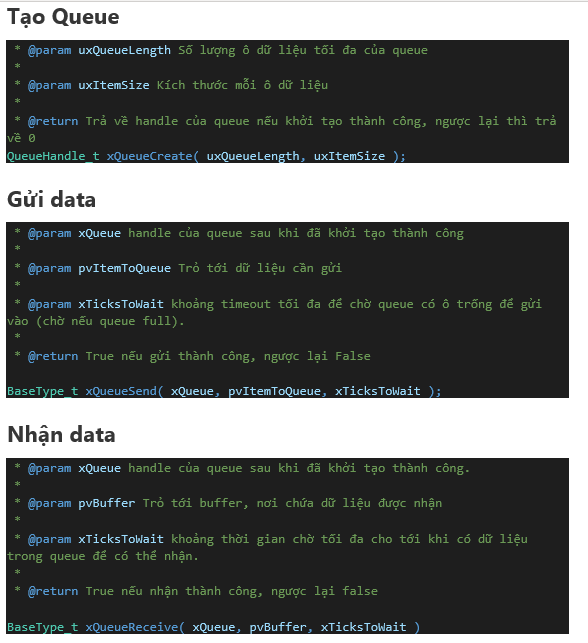 Tạo Queue
* @param uxQueueLength Số lượng ô dữ liệu tối đa của queue
*
* @param uxItemSize Kích thước mỗi ô dữ liệu
*
* @return Trả về handle của queue nếu khởi tạo thành công, ngược lại thì trả
về 0
QueueHandle_t xQueueCreate( uxQueueLength, uxItemSize );
Gửi data
* @param xQueue handle của queue sau khi đã khởi tạo thành công
*
* @param pvItemToQueue Trỏ tới dữ liệu cần gửi
*
* @param xTicksToWait khoảng timeout tối đa để chờ queue có ô trống để gửi
vào (chờ nếu queue full).
*
* @return True nếu gửi thành công, ngược lại False
BaseType_t xQueueSend( xQueue, pvItemToQueue, xTicksToWait );
Nhận data
* @param xQueue handle của queue sau khi đã khởi tạo thành công.
*
* @param pvBuffer Trỏ tới buffer, nơi chứa dữ liệu được nhận
*
* @param xTicksToWait khoảng thời gian chờ tối đa cho tới khi có dữ liệu
trong queue để có thể nhận.
*
* @return True nếu nhận thành công, ngược lại false
BaseType_t xQueueReceive( xQueue, pvBuffer, xTicksToWait )